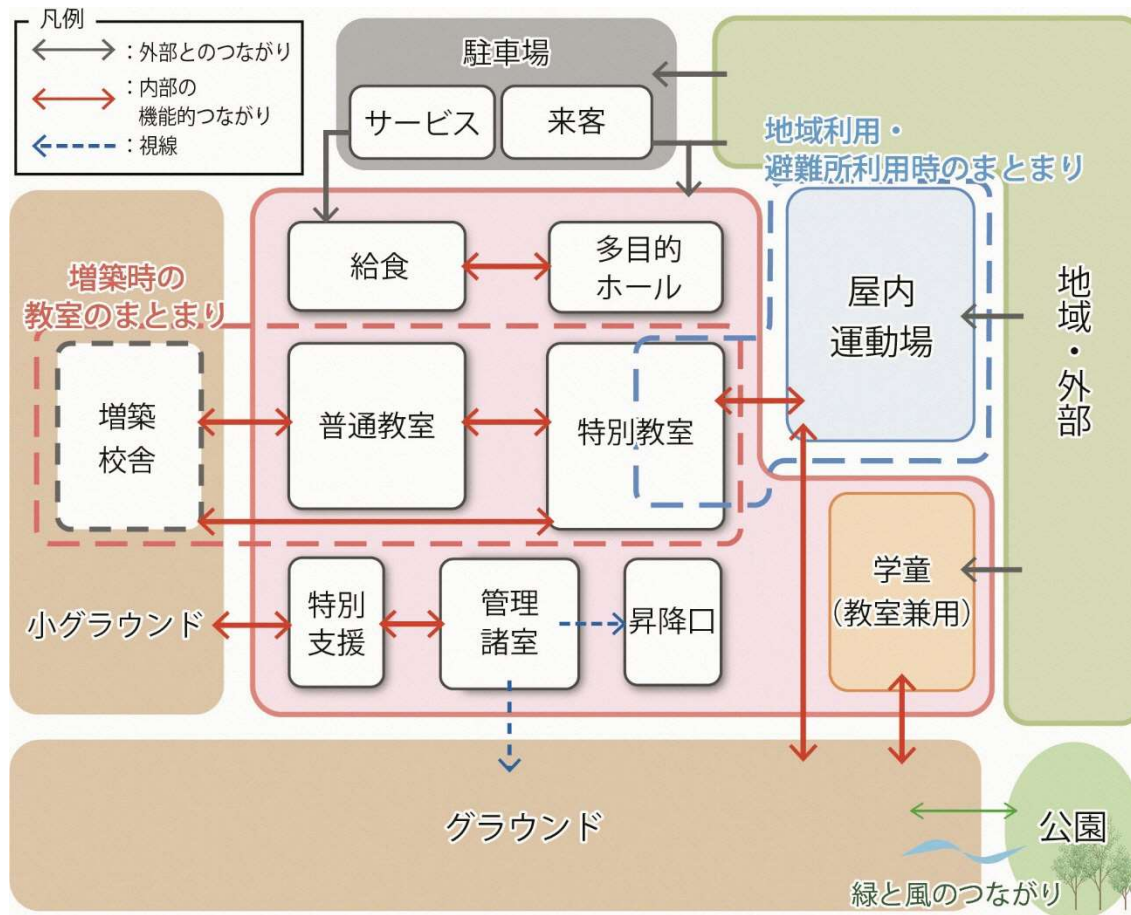 凡例
:外部とのつながり
:内部の
機能的つながり
:視線
駐車場
サービス
来客
地域利用・
避難所利用時のまとまり
増築時の
教室のまとまり
給食
多目的
ホール
屋内
運動場
地域・外部
増築
校舎
普通教室
特別教室
学童
(教室兼用)
小グラウンド
特別
支援
管理
諸室
昇降口
グラウンド
公園
緑と風のつながり